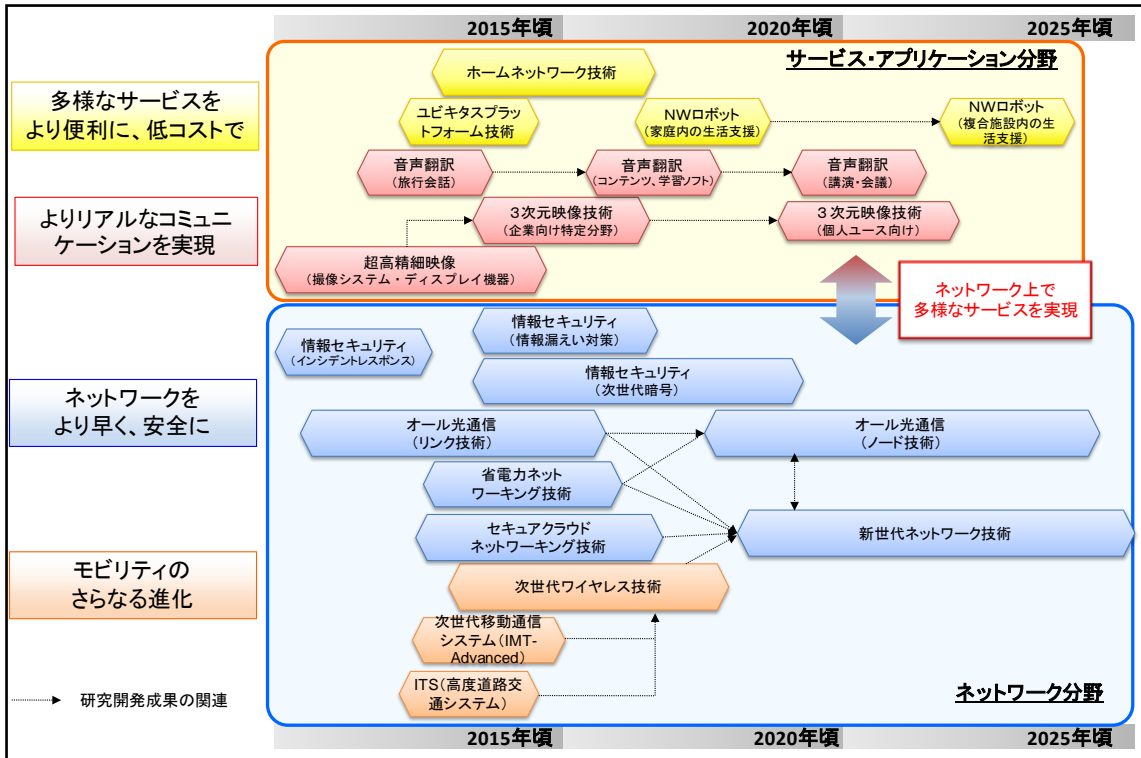 2015年頃
2020年頃
2025年頃
サービス・アプリケーション分野
多様なサービスを
より便利に、低コストで
ホームネットワーク技術
ユビキタスプラッ
トフォーム技術
NWロボット
(家庭内の生活支援)
NWロボット
(複合施設内の生
活支援)
音声翻訳
(旅行会話)
音声翻訳
(コンテンツ、学習ソフト)
音声翻訳
(講演・会議)
よりリアルなコミュニ
ケーションを実現
3次元映像技術
(企業向け特定分野)
3次元映像技術
(個人ユース向け)
超高精細映像
(撮像システム・ディスプレイ機器)
ネットワーク上で
多様なサービスを実現
情報セキュリティ
(インシデントレスポンス)
情報セキュリティ
(情報漏えい対策)
情報セキュリティ
(次世代暗号)
ネットワークを
より早く、安全に
オール光通信
(リンク技術)
オール光通信
(ノード技術)
省電力ネット
ワーキング技術
セキュアクラウド
ネットワーキング技術
新世代ネットワーク技術
モビリティの
さらなる進化
次世代ワイヤレス技術
次世代移動通信
システム(IMT-
Advanced)
ITS(高度道路交
通システム)
研究開発成果の関連
ネットワーク分野
2015年頃
2020年頃
2025年頃